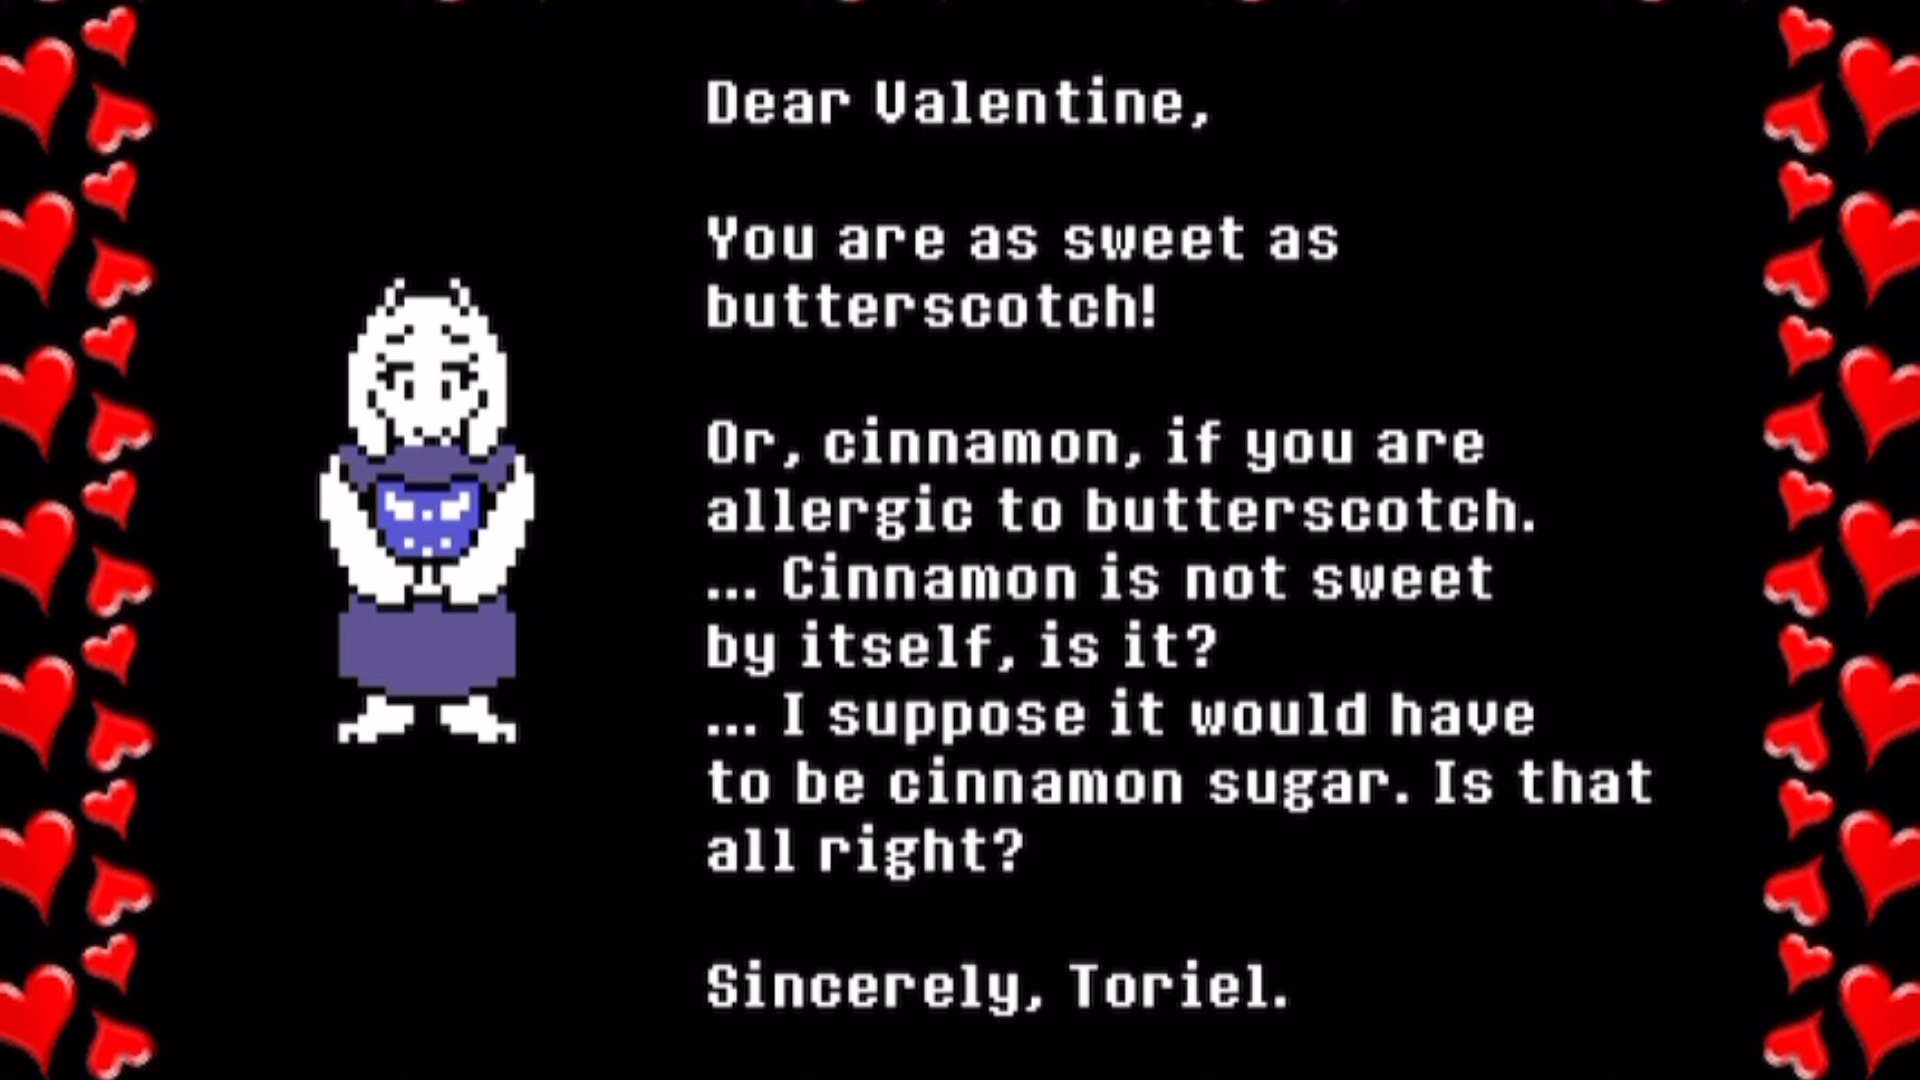 Dear Valentine,
You are as sweet as
butterscotch!
Or, cinnamon, if you are
allergic to butterscotch.
... Cinnamon is not sweet
by itself, is it?
... I suppose it would have
to be cinnamon sugar. Is that
all right?
Sincerely, Toriel.